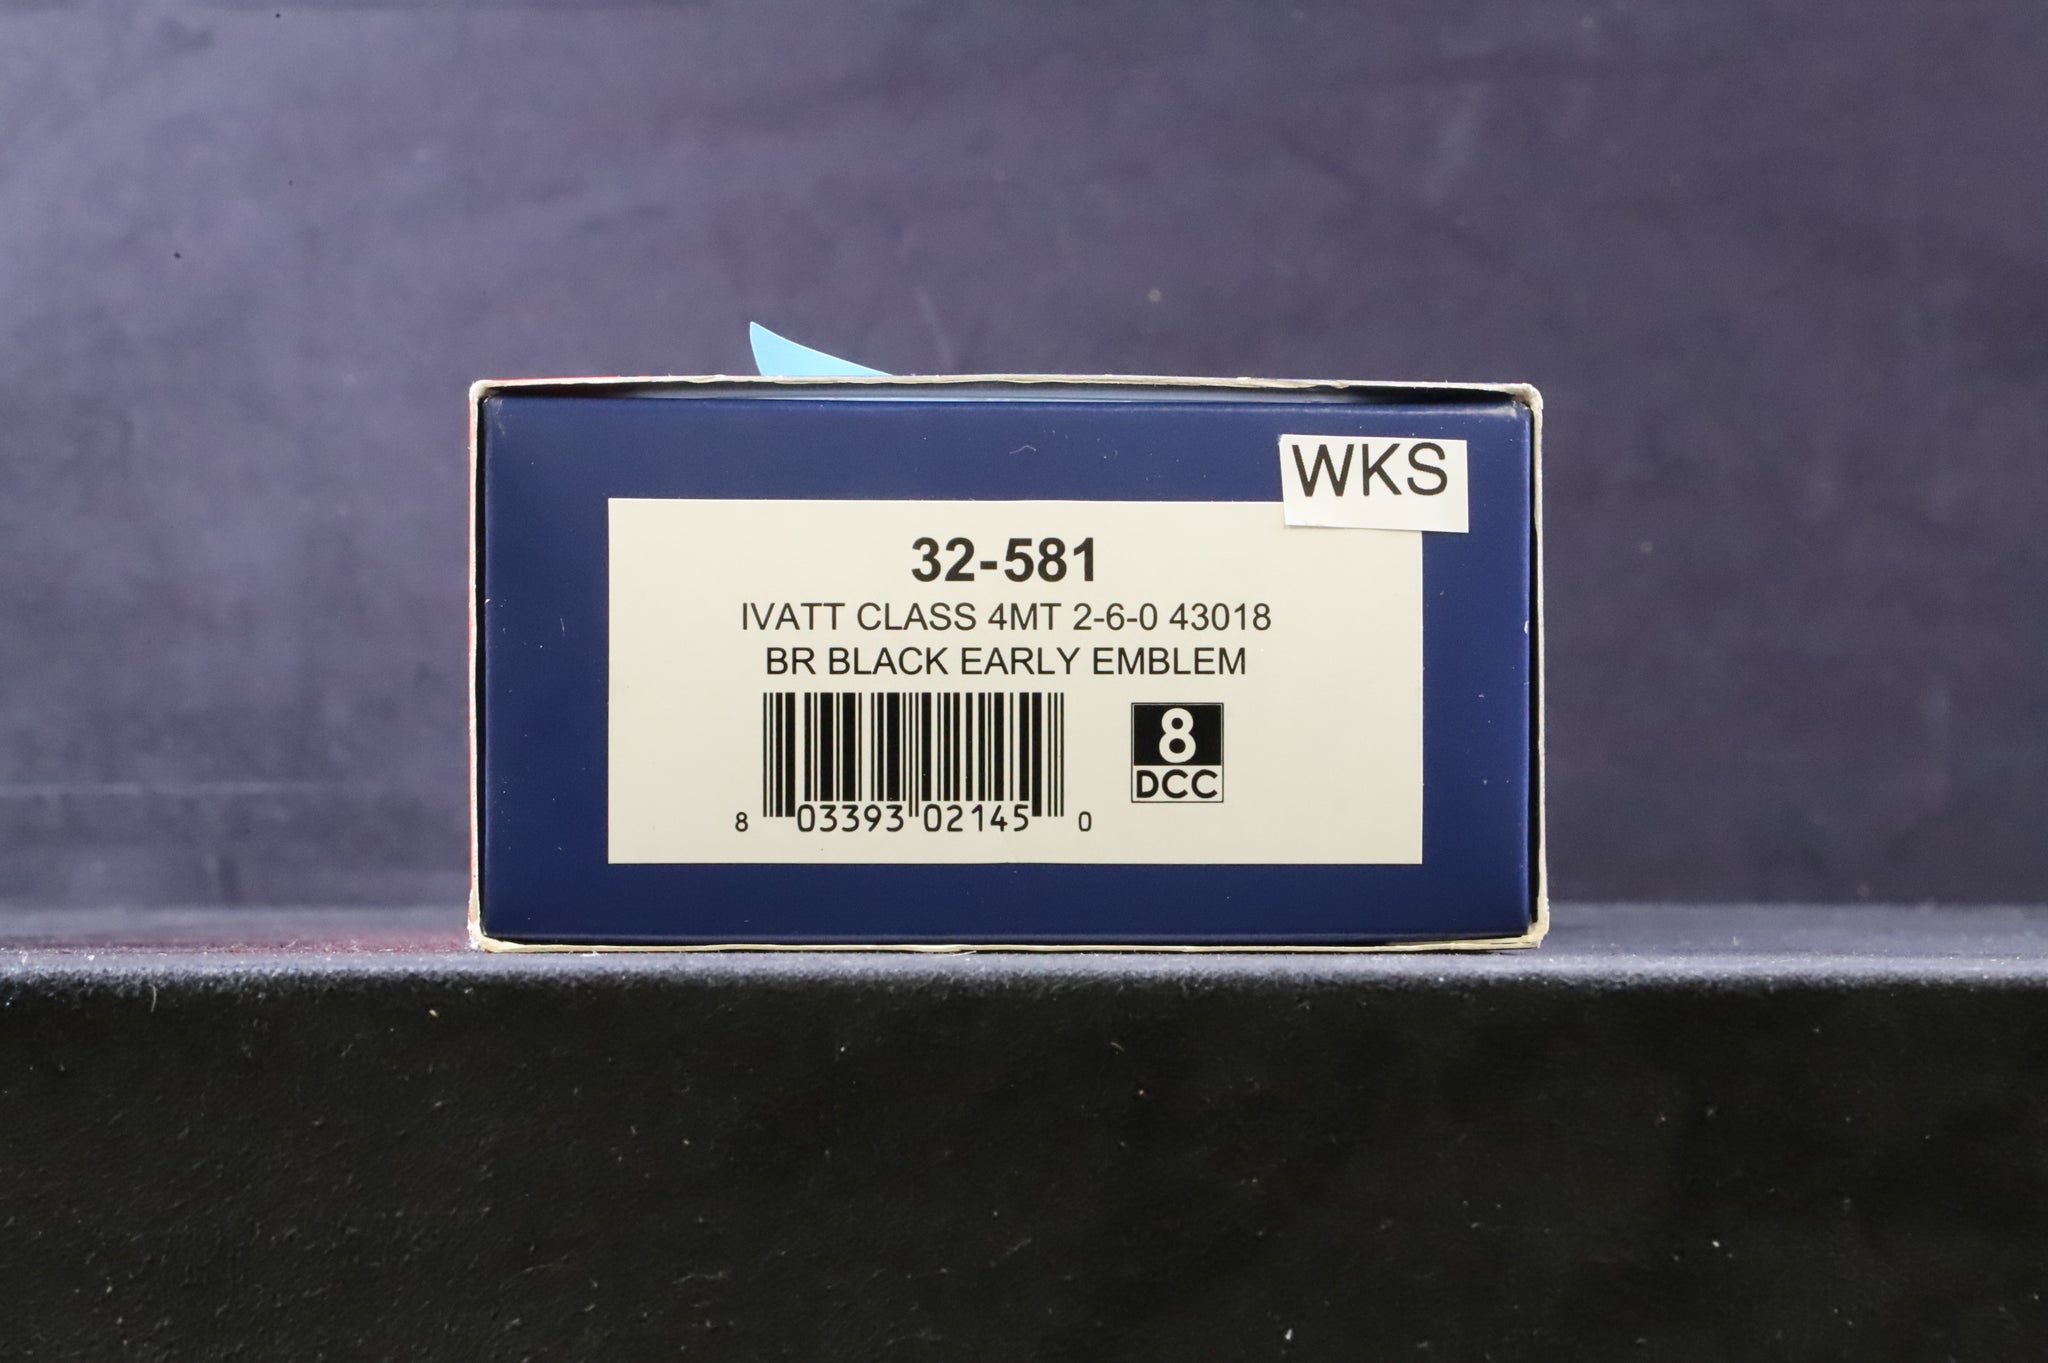 WKS
32-581
IVATT CLASS 4MT 2-6-0 43018
BR BLACK EARLY EMBLEM
8
DCC
8 03393 02145 0